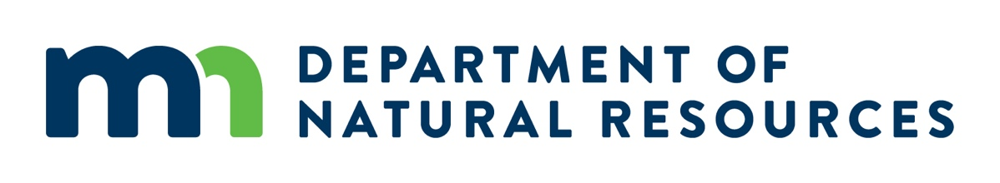 mn
DEPARTMENT OF
NATURAL RESOURCES